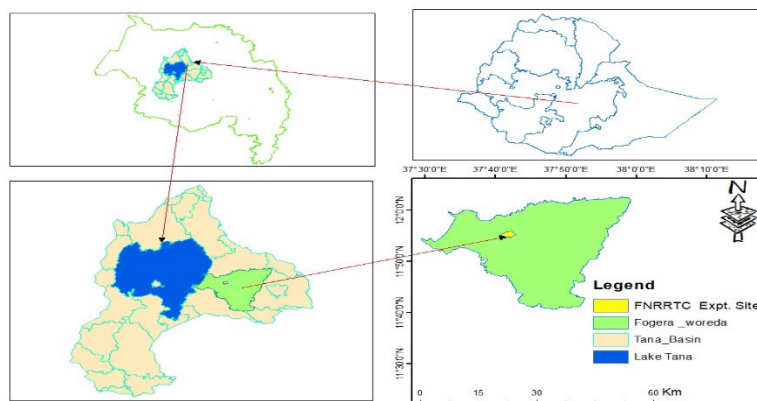 37°30'0"E 37°40'0"E 37°50'0"E 38°0'0"E 38°10'0"E
N
12°0'0"N
11°50'0"N
11°40'0"N
11°30'0"N
Legend
FNRRTC Expt. Site
Fogera _woreda
Tana_Basin
Lake Tana
0 15 30 60 Km